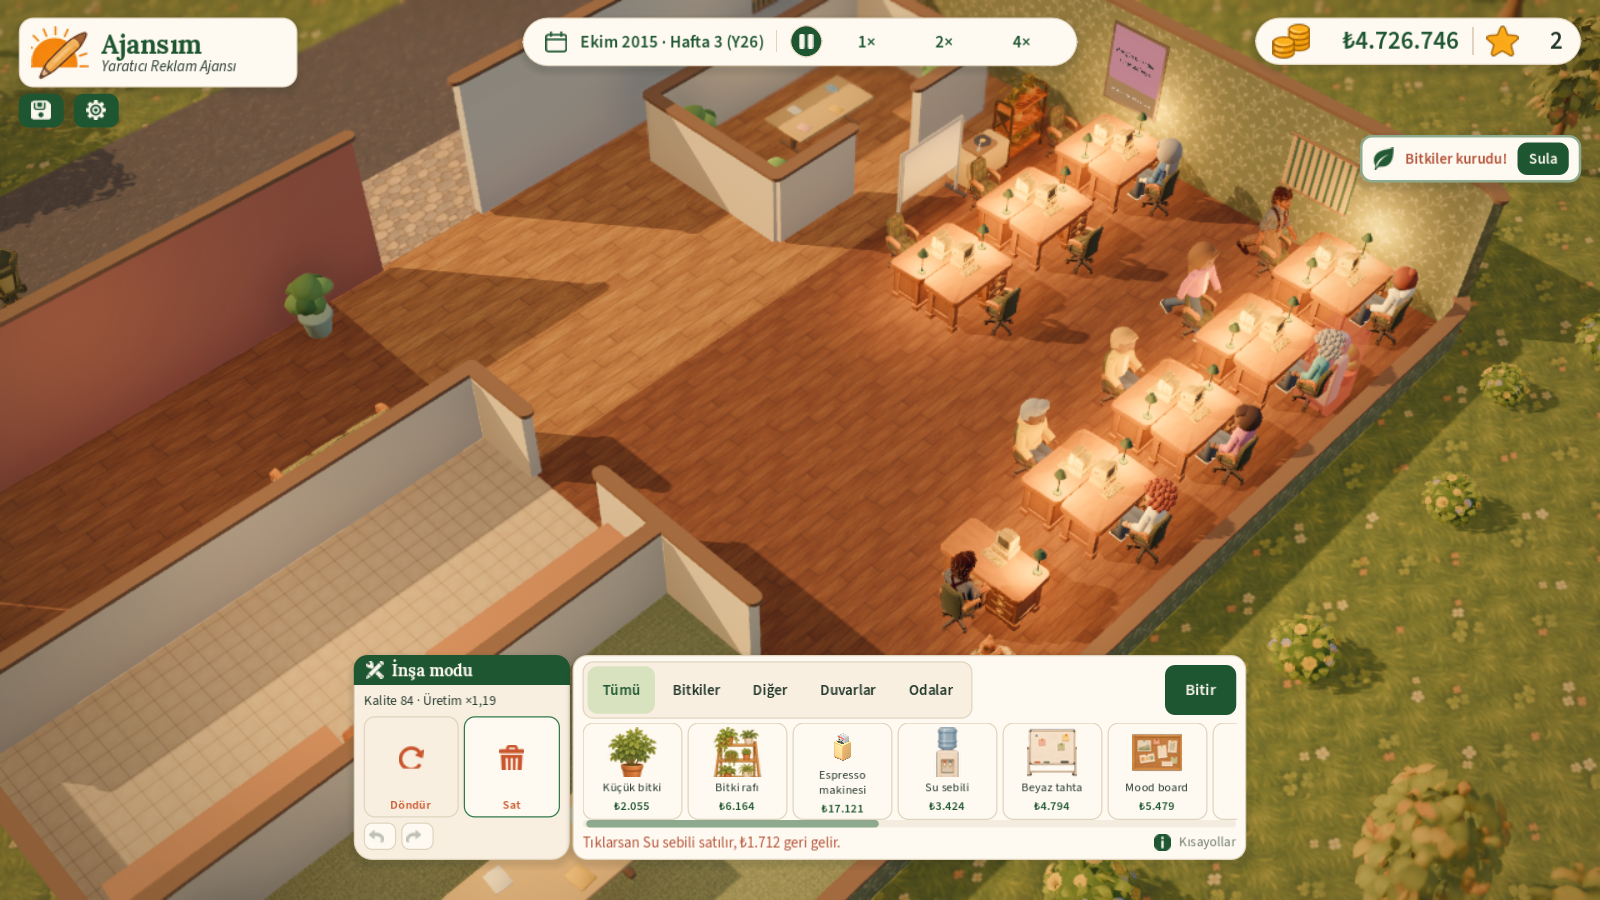 Ajansım
Yaratıcı Reklam Ajansı
Ekim 2015 · Hafta 3 (Y26)
1×
2×
4×
₺4.726.746
2
Bitkiler kurudu!
Sula
İnşa modu
Kalite 84 · Üretim ×1,19
Döndür
Sat
Tümü
Bitkiler
Diğer
Duvarlar
Odalar
Bitir
Küçük bitki
₺2.055
Bitki rafı
₺6.164
Espresso
makinesi
₺17.121
Su sebili
₺3.424
Beyaz tahta
₺4.794
Mood board
₺5.479
Tıklarsan Su sebili satılır, ₺1.712 geri gelir.
Kısayollar